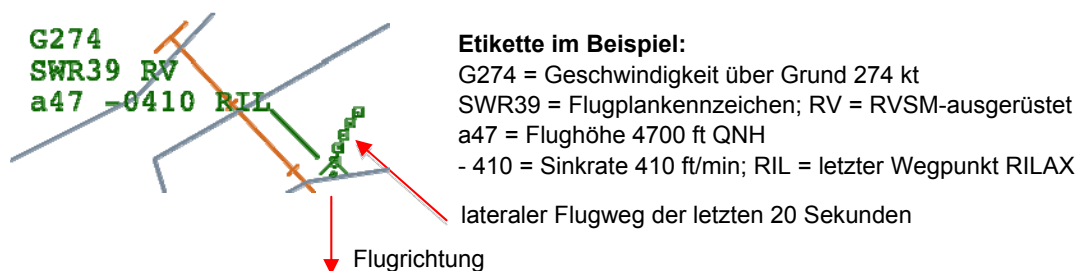 G274
SWR39 RV
a47 -0410 RIL
Etikette im Beispiel:
G274 = Geschwindigkeit über Grund 274 kt
SWR39 = Flugplankennzeichen; RV = RVSM-ausgerüstet
a47 = Flughöhe 4700 ft QNH
- 410 = Sinkrate 410 ft/min; RIL = letzter Wegpunkt RILAX
lateraler Flugweg der letzten 20 Sekunden
Flugrichtung